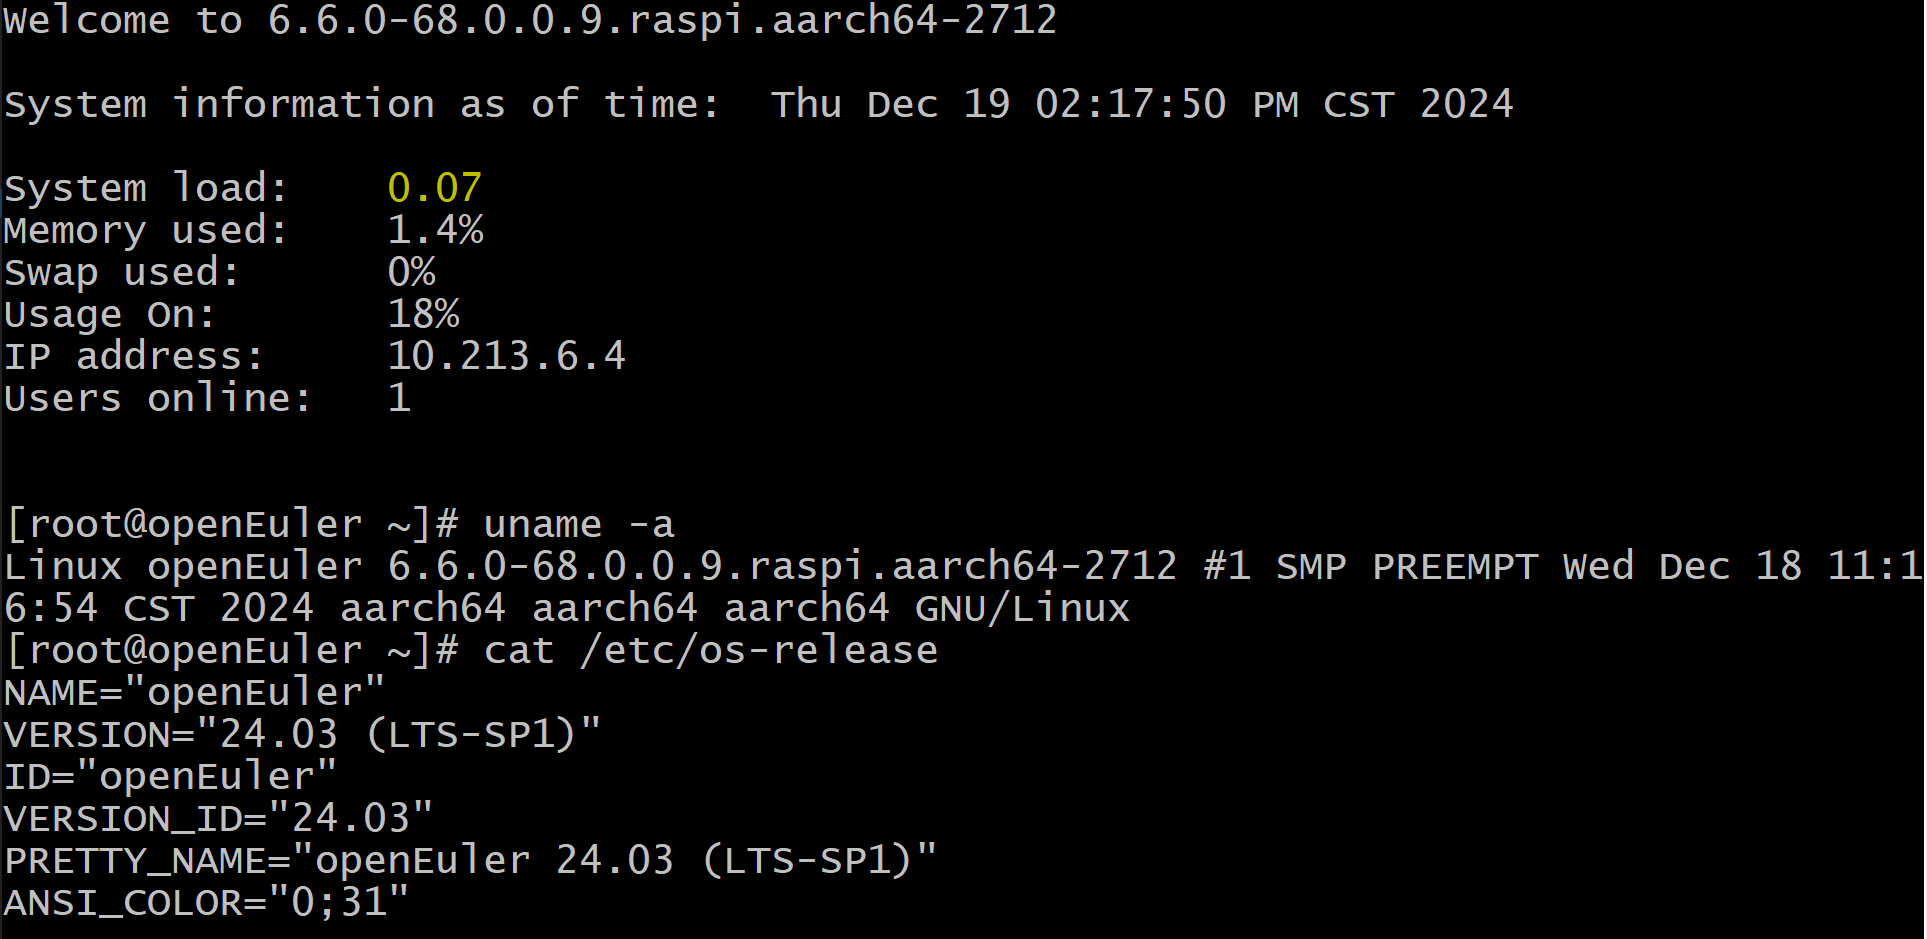 Welcome to 6.6.0-68.0.0.9.raspi.aarch64-2712
System information as of time:  Thu Dec 19 02:17:50 PM CST 2024
System load:    0.07
Memory used:    1.4%
Swap used:      0%
Usage On:       18%
IP address:     10.213.6.4
Users online:   1
[root@openEuler ~]# uname -a
Linux openEuler 6.6.0-68.0.0.9.raspi.aarch64-2712 #1 SMP PREEMPT Wed Dec 18 11:1
6:54 CST 2024 aarch64 aarch64 aarch64 GNU/Linux
[root@openEuler ~]# cat /etc/os-release
NAME="openEuler"
VERSION="24.03 (LTS-SP1)"
ID="openEuler"
VERSION_ID="24.03"
PRETTY_NAME="openEuler 24.03 (LTS-SP1)"
ANSI_COLOR="0;31"